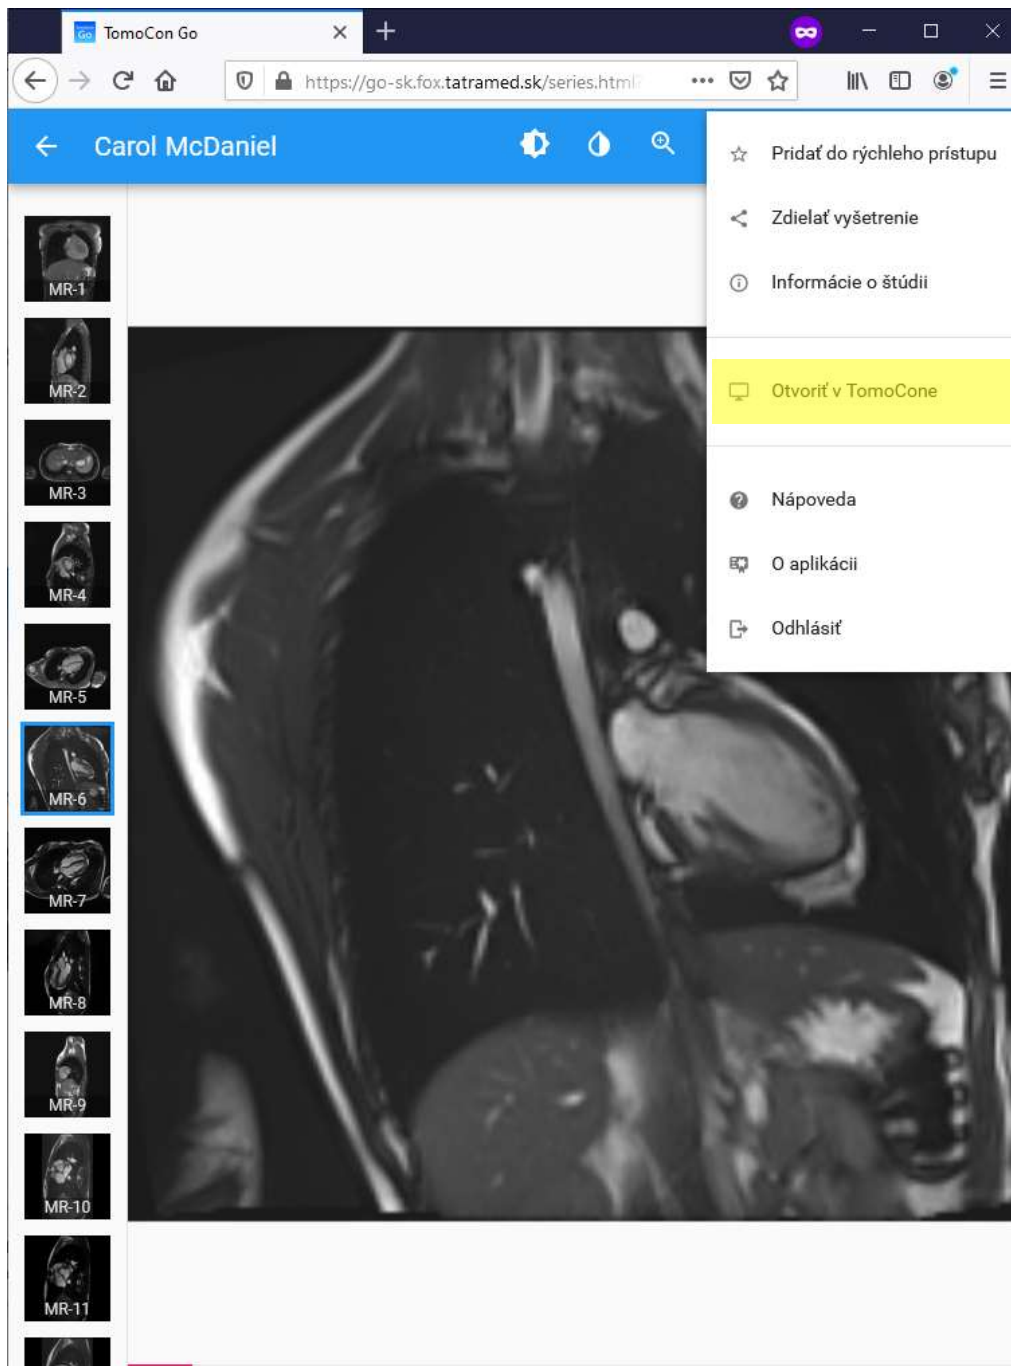 TomoCon Go
https://go-sk.fox.tatramed.sk/series.html
Carol McDaniel
MR-1
MR-2
MR-3
MR-4
MR-5
MR-6
MR-7
MR-8
MR-9
MR-10
MR-11
Pridať do rýchleho prístupu
Zdielať vyšetrenie
Informácie o štúdii
Otvoriť v TomoCone
Nápoveda
O aplikácii
Odhlásiť